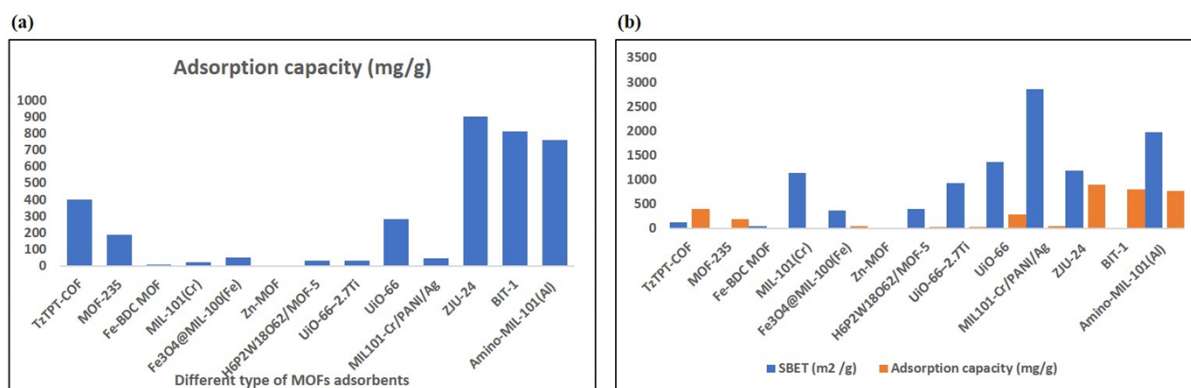 (a)
Adsorption capacity (mg/g)
1000
900
800
700
600
500
400
300
200
100
0
TzTPT-COF
MOF-235
Fe-BDC MOF
MIL-101(Cr)
Fe3O4@MIL-100(Fe)
Zn-MOF
H6P2W18O62/MOF-5
UiO-66–2.7Ti
UiO-66
MIL101-Cr/PANI/Ag
ZJU-24
BIT-1
Amino-MIL-101(Al)
Different type of MOFs adsorbents
(b)
3500
3000
2500
2000
1500
1000
500
0
TzTPT-COF
MOF-235
Fe-BDC MOF
MIL-101(Cr)
Fe3O4@MIL-100(Fe)
Zn-MOF
H6P2W18O62/MOF-5
UiO-66–2.7Ti
UiO-66
MIL101-Cr/PANI/Ag
ZJU-24
BIT-1
Amino-MIL-101(Al)
SBET (m2 /g)
Adsorption capacity (mg/g)